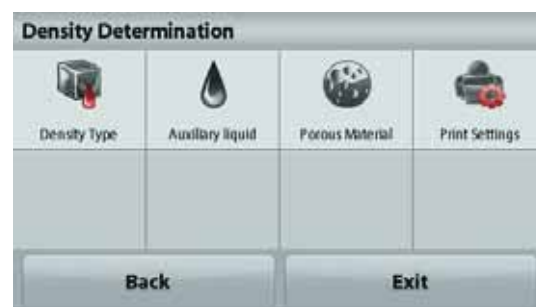 Density Determination
Density Type Auxiliary liquid Porous Material Print Settings
Back Exit